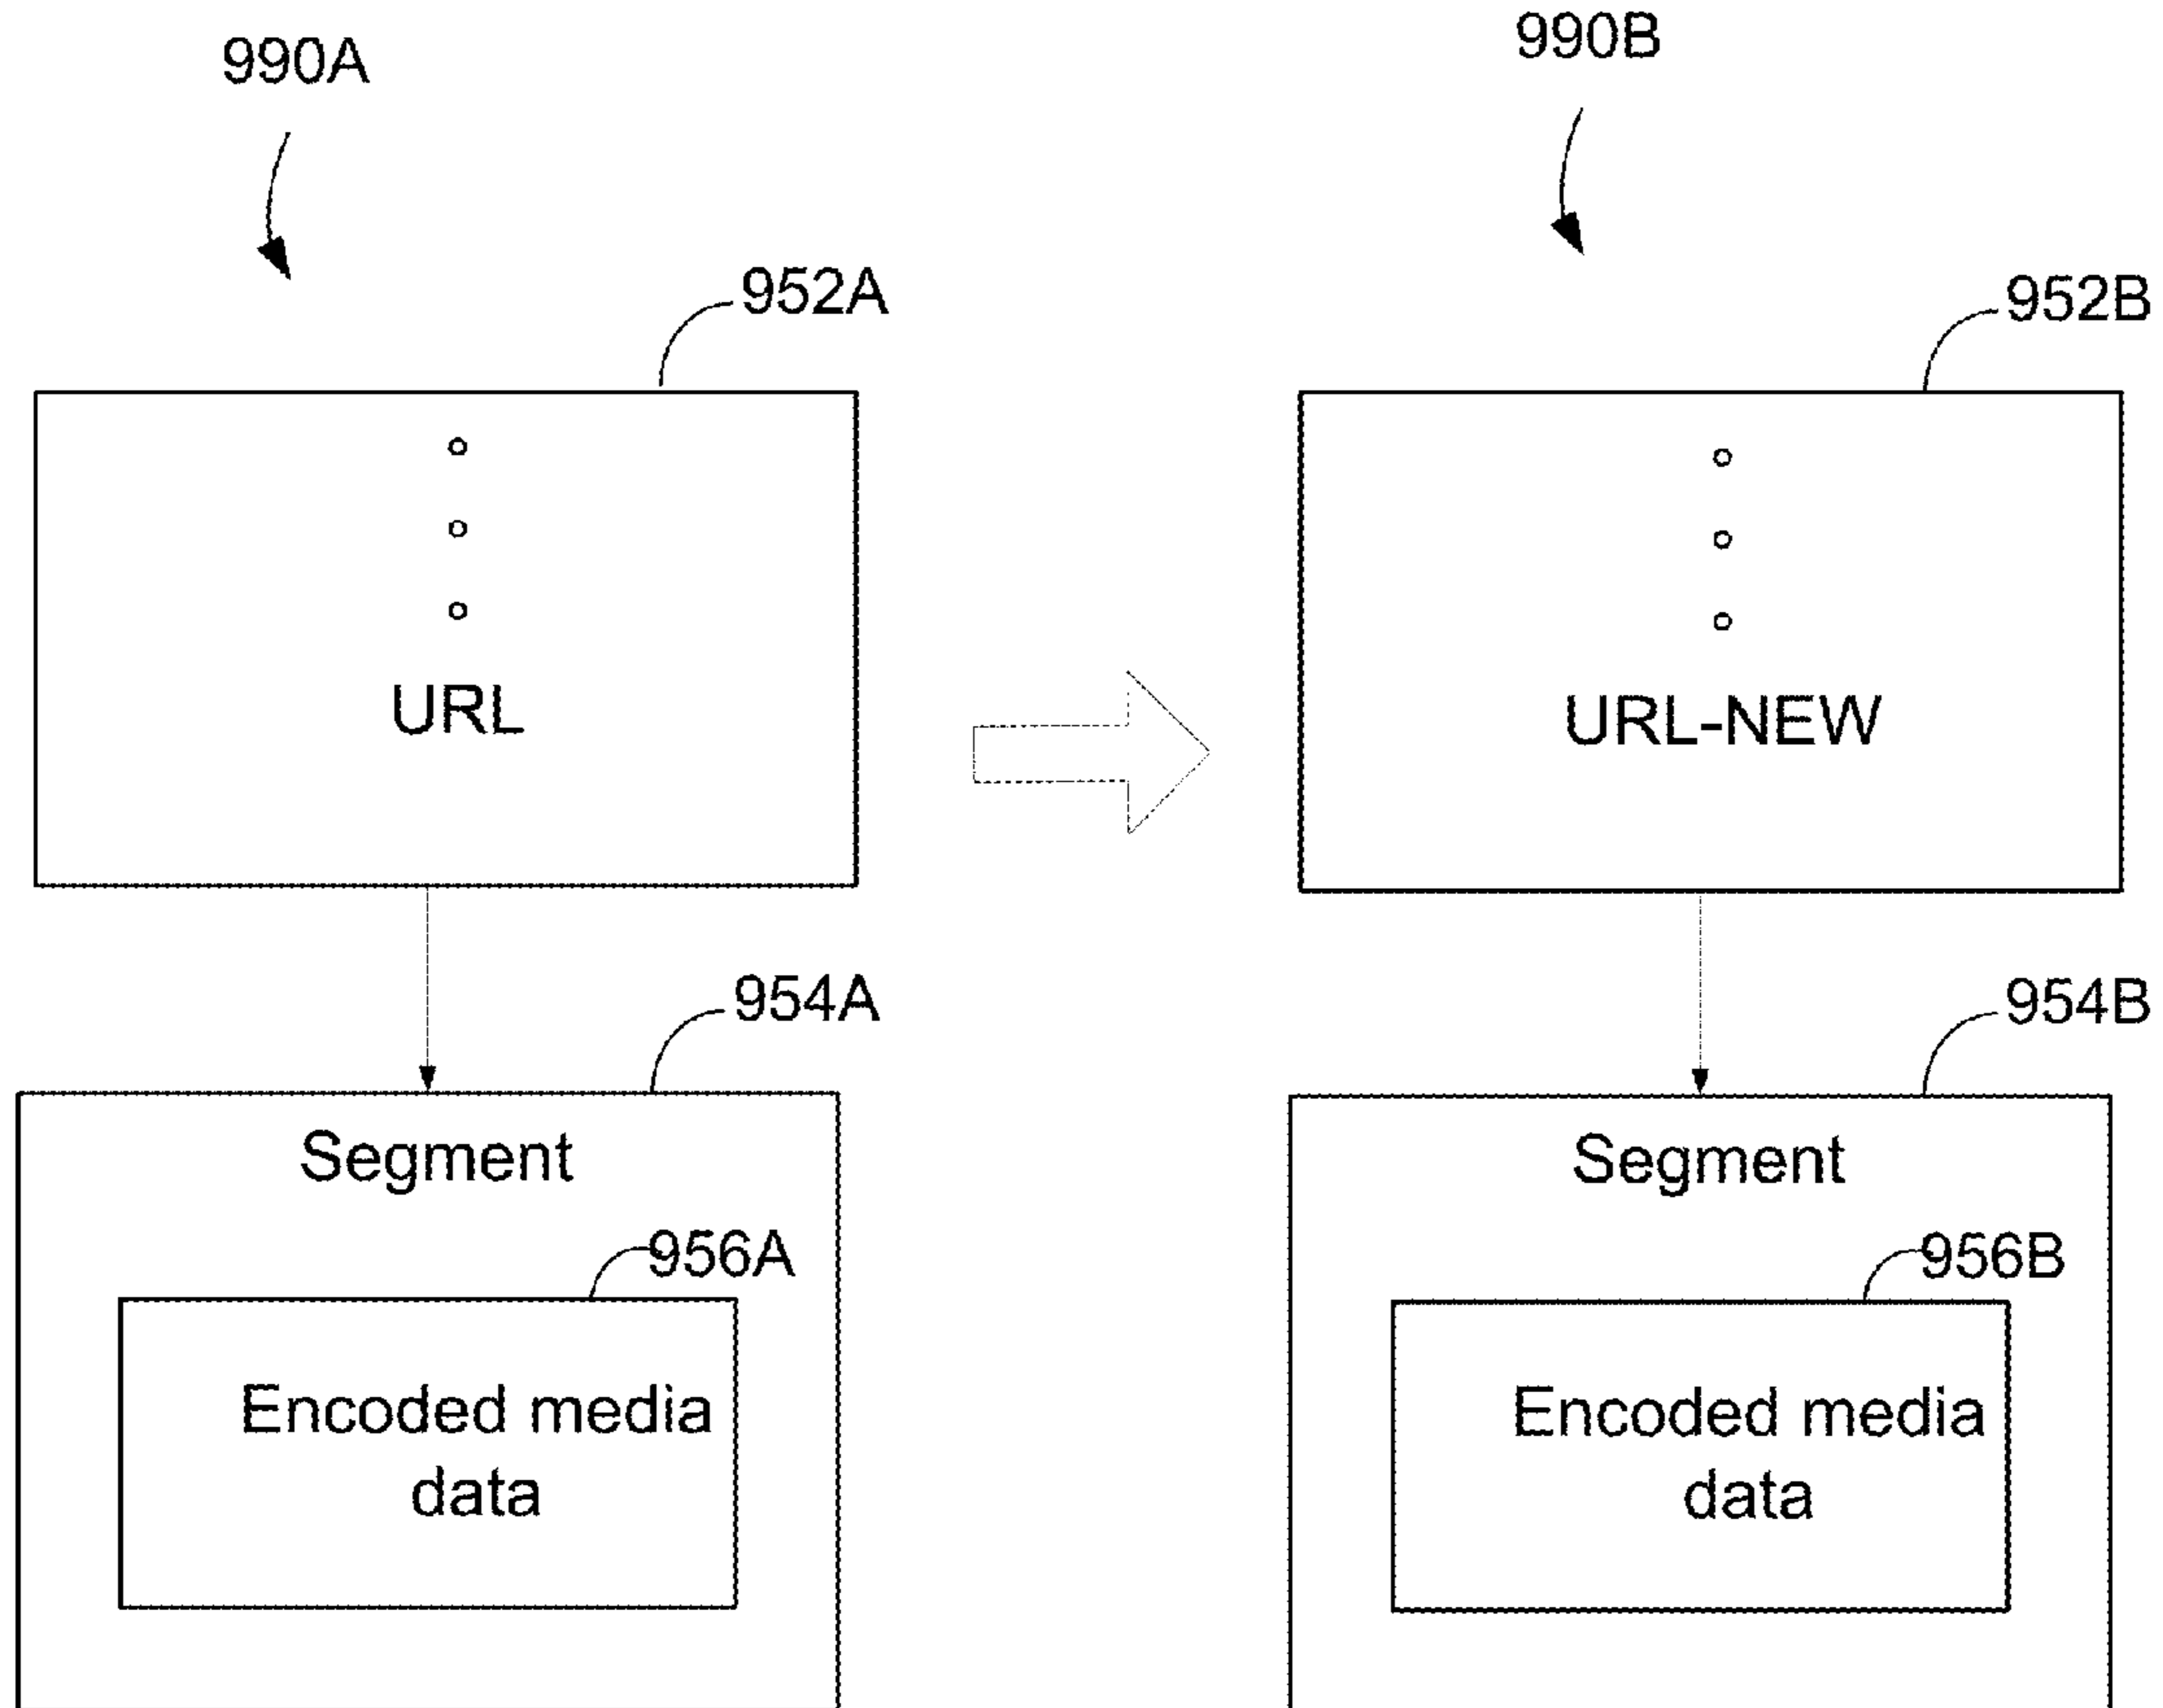 990A
990B
952A
952B
URL
URL-NEW
954A
954B
Segment
Segment
956A
956B
Encoded media
data
Encoded media
data